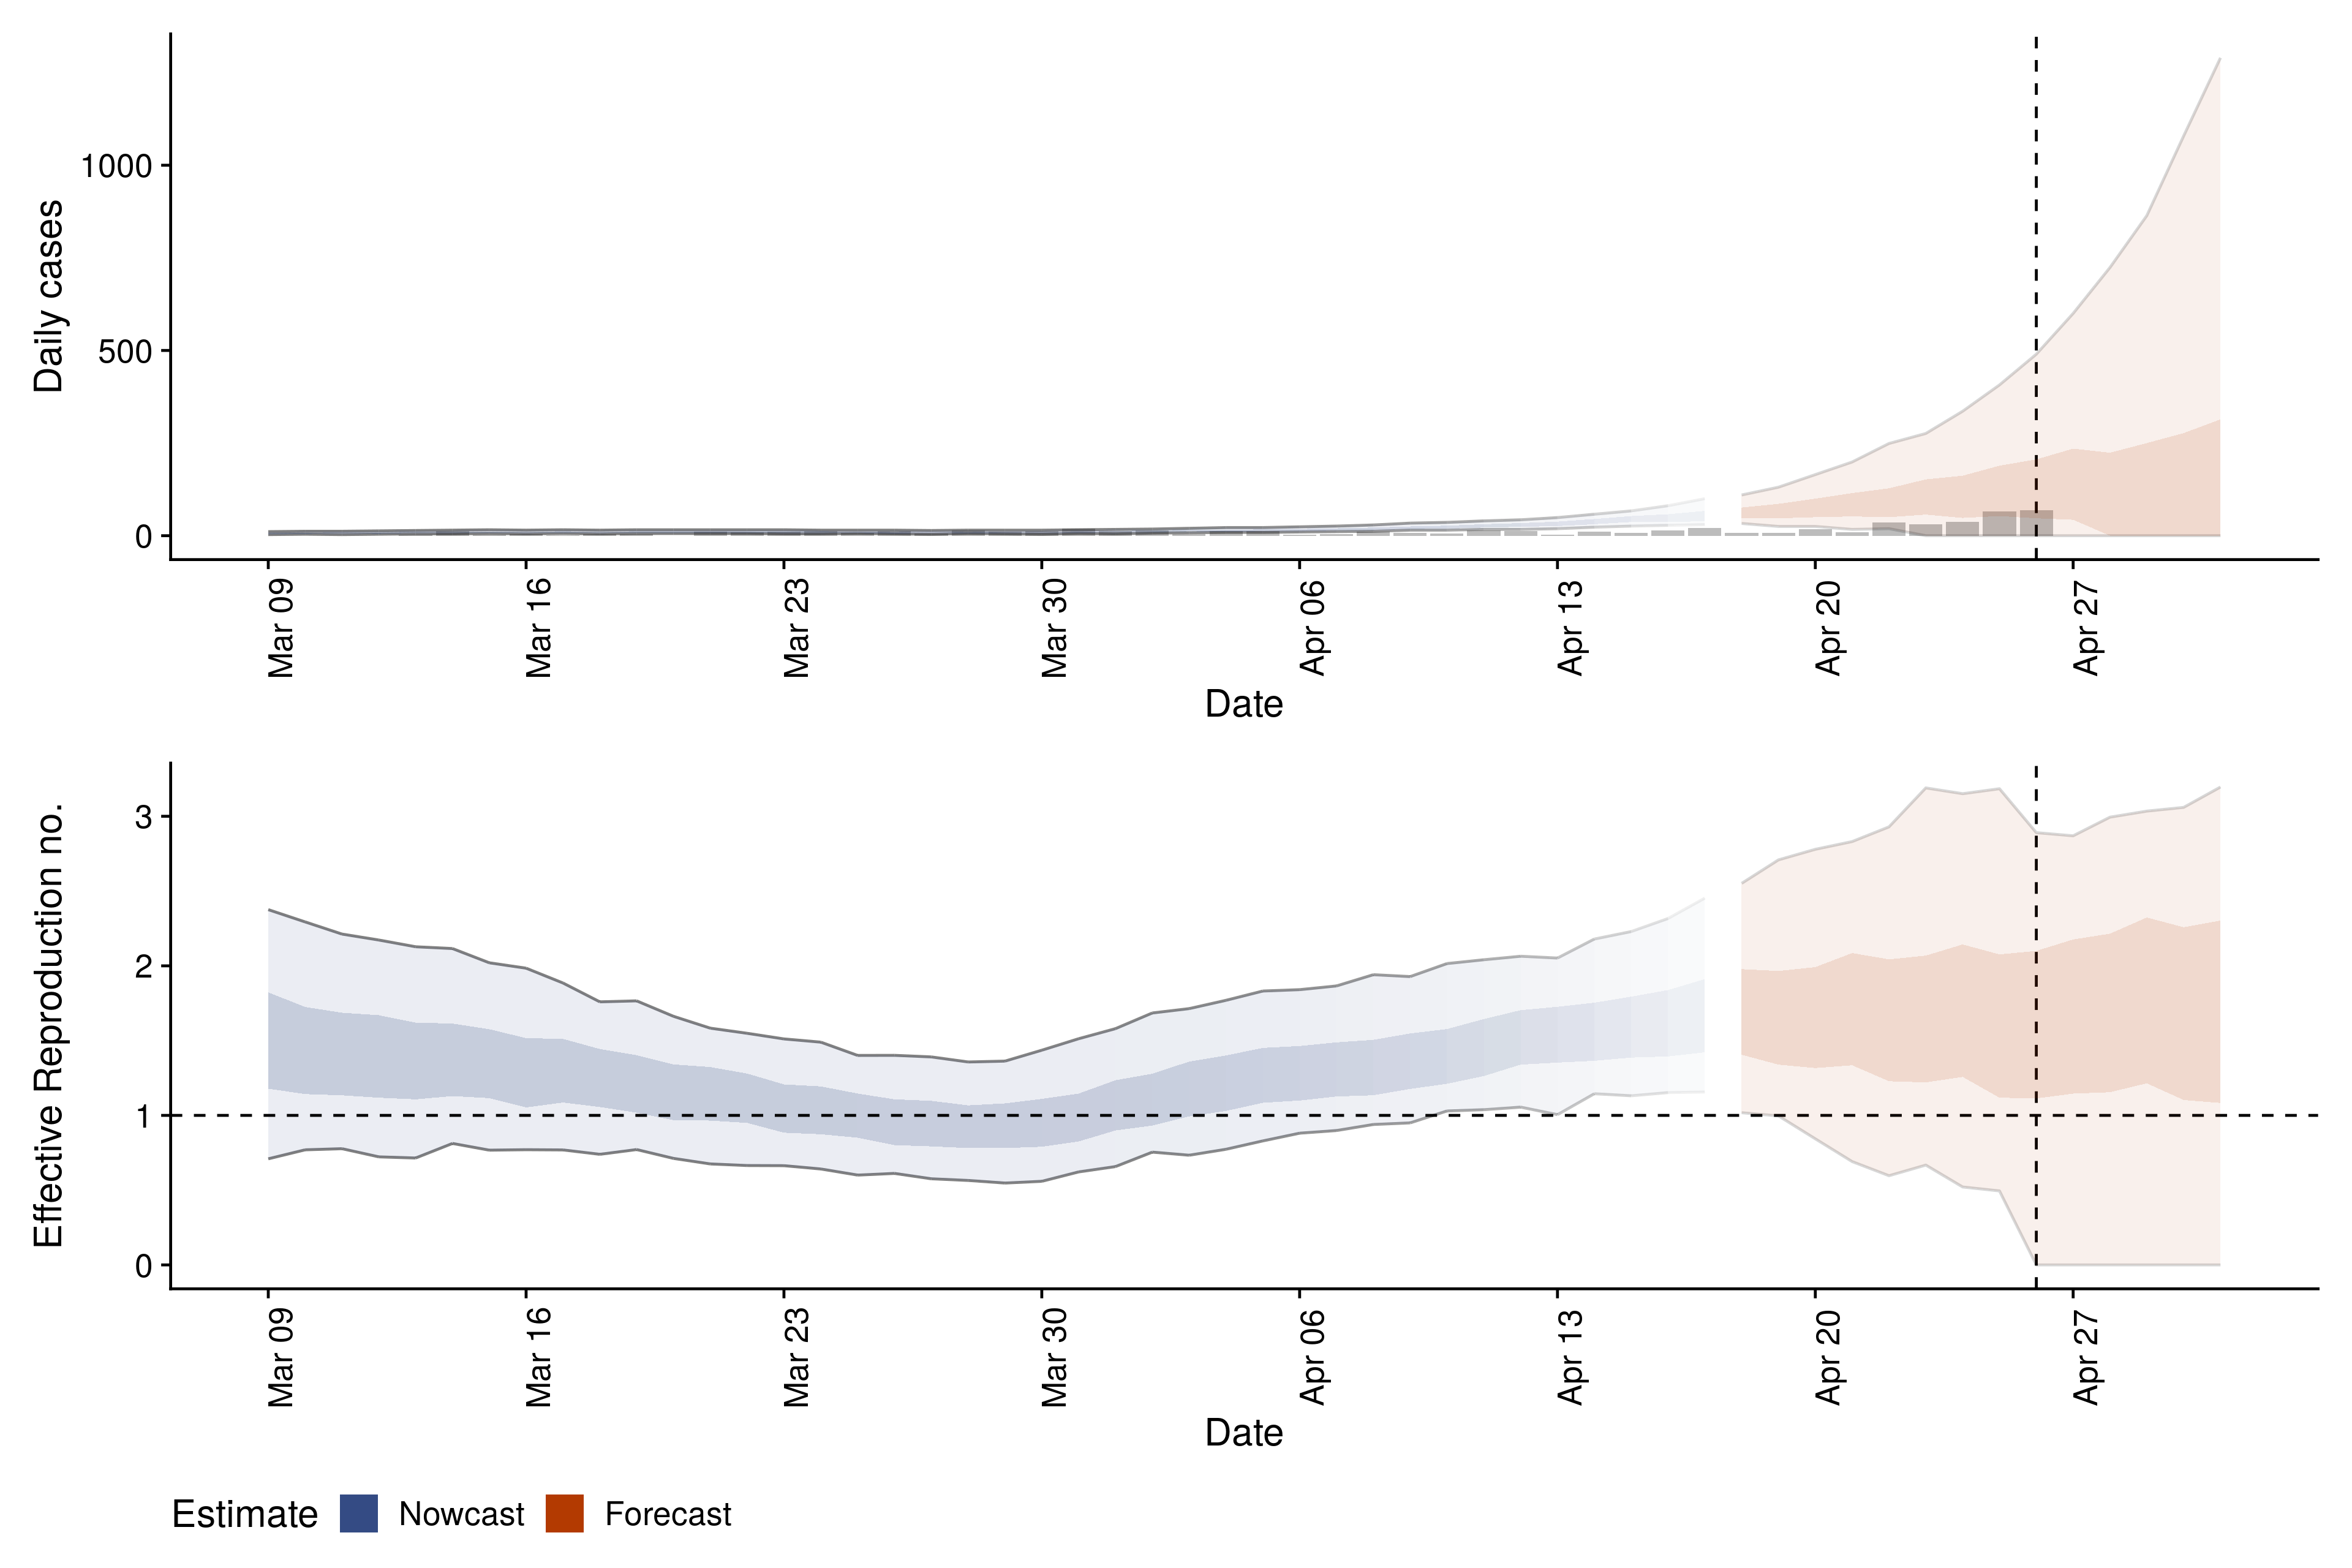 Daily cases
1000
500
0
Mar 09 Mar 16 Mar 23 Mar 30 Apr 06 Apr 13 Apr 20 Apr 27
Date
Effective Reproduction no.
3
2
1
0
Mar 09 Mar 16 Mar 23 Mar 30 Apr 06 Apr 13 Apr 20 Apr 27
Date
Estimate Nowcast Forecast